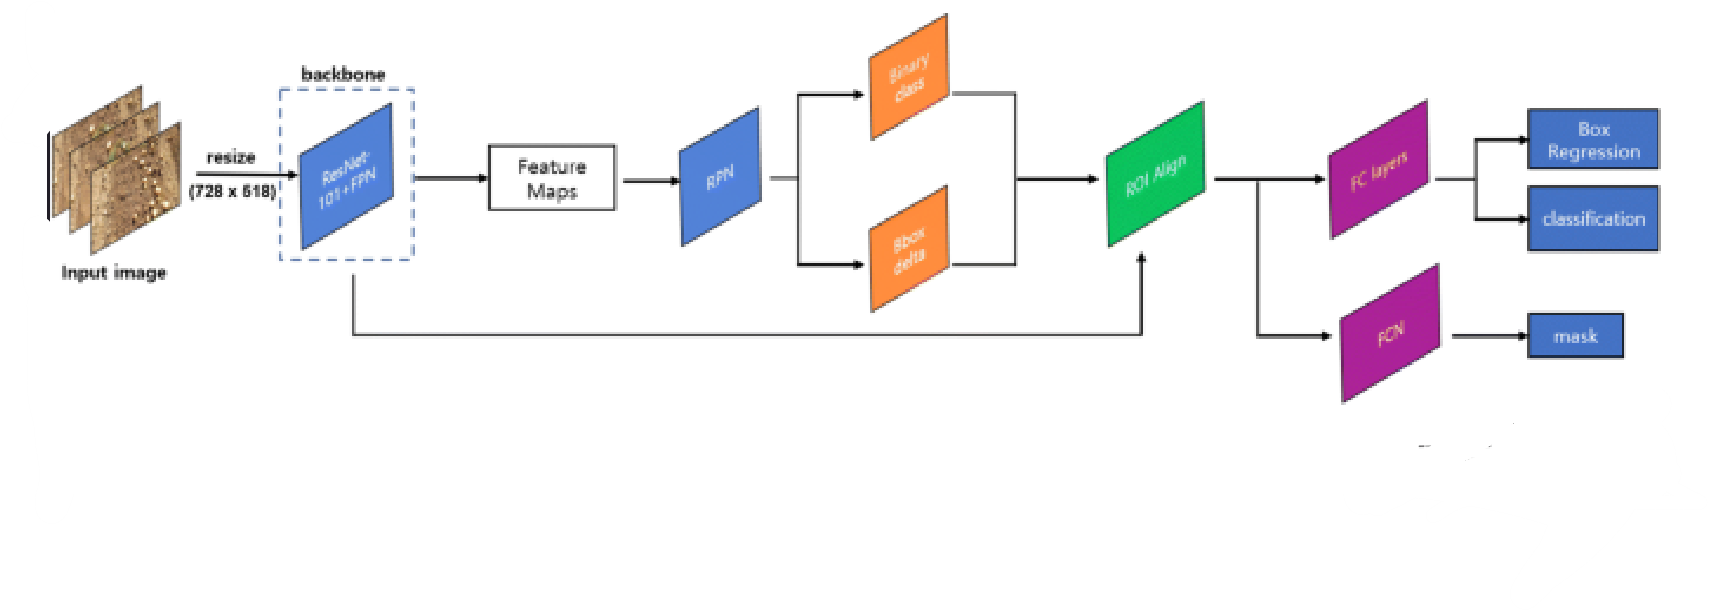 backbone
Input image
resize
(728 x 618)
ResNet-
101+FPN
Feature
Maps
RPN
Binary
class
Bbox
delta
ROI Align
FC layers
FCN
Box
Regression
classification
mask